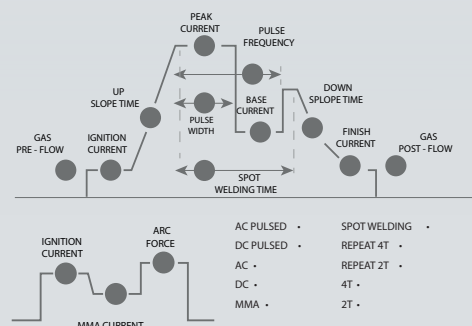 PEAK
CURRENT
PULSE
FREQUENCY
UP
SLOPE TIME
DOWN
SPLOPE TIME
BASE
CURRENT
PULSE
WIDTH
GAS
PRE - FLOW
IGNITION
CURRENT
FINISH
CURRENT
GAS
POST - FLOW
SPOT
WELDING TIME
IGNITION
CURRENT
ARC
FORCE
MMA CURRENT
AC PULSED •
DC PULSED •
AC •
DC •
MMA •
SPOT WELDING •
REPEAT 4T •
REPEAT 2T •
4T •
2T •